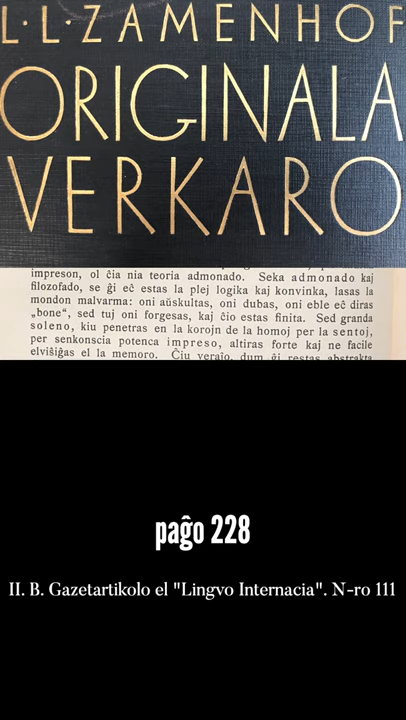 L·L·ZAMENHOF
ORIGINALA
VERKARO
impreson, ol ĉia nia teoria admonado. Seka admonado kaj
filozofado, se ĝi eĉ estas la plej logika kaj konvinka, lasas la
mondon malvarma: oni aŭskultas, oni dubas, oni eble eĉ diras
„bone“, sed tuj oni forgesas, kaj ĉio estas finita. Sed granda
soleno, kiu penetras en la korojn de la homoj per la sentoj,
per senkonscia potenca impreso, altiras forte kaj ne facile
elviŝiĝas el la memoro. Ĉiu veraĵo, dum ĝi restas abstrakta
paĝo 228
II. B. Gazetartikolo el "Lingvo Internacia". N-ro 111